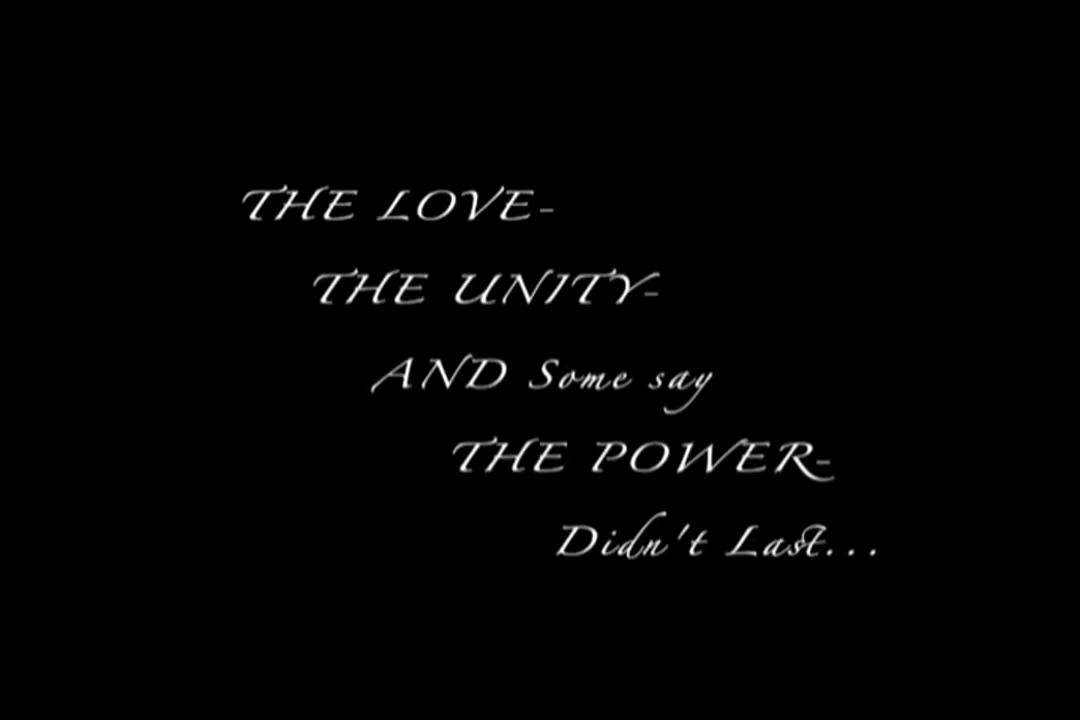 THE LOVE-
THE UNITY-
AND Some say
THE POWER-
Didn't Last...